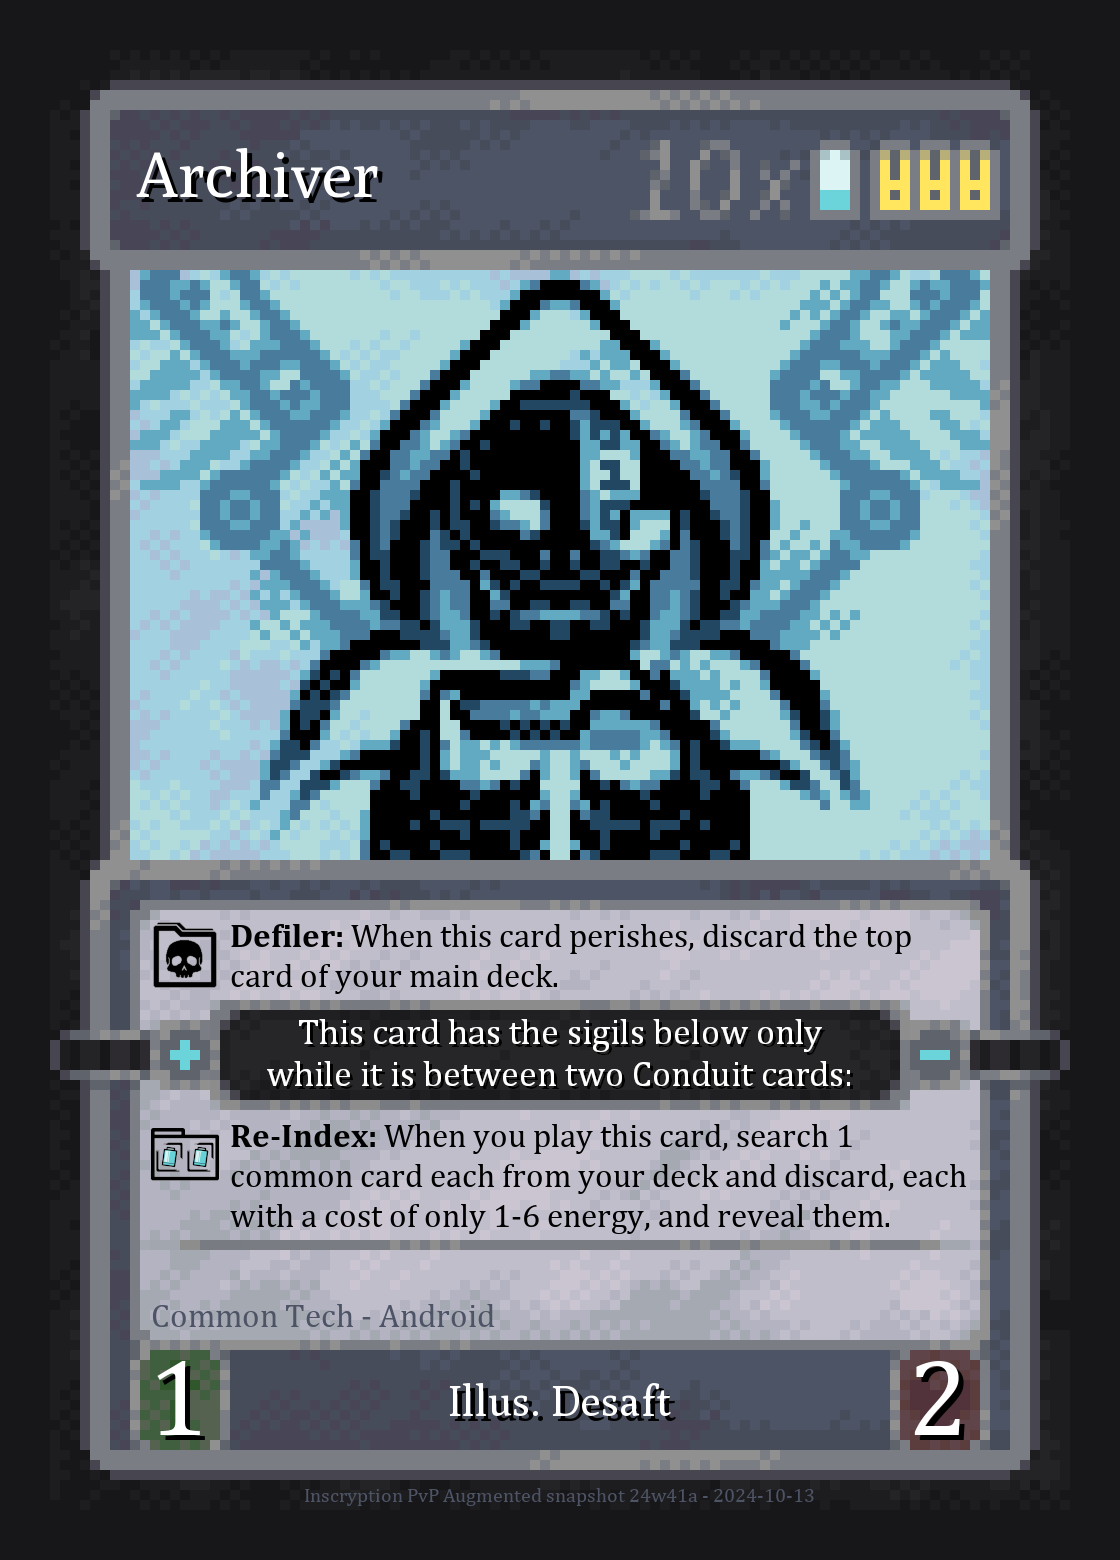 Archiver 10x
Defiler: When this card perishes, discard the top
card of your main deck.
This card has the sigils below only
while it is between two Conduit cards:
Re-Index: When you play this card, search 1
common card each from your deck and discard, each
with a cost of only 1-6 energy, and reveal them.
Common Tech - Android
1 Illus. Desaft 2
Inscryption PvP Augmented snapshot 24w41a - 2024-10-13